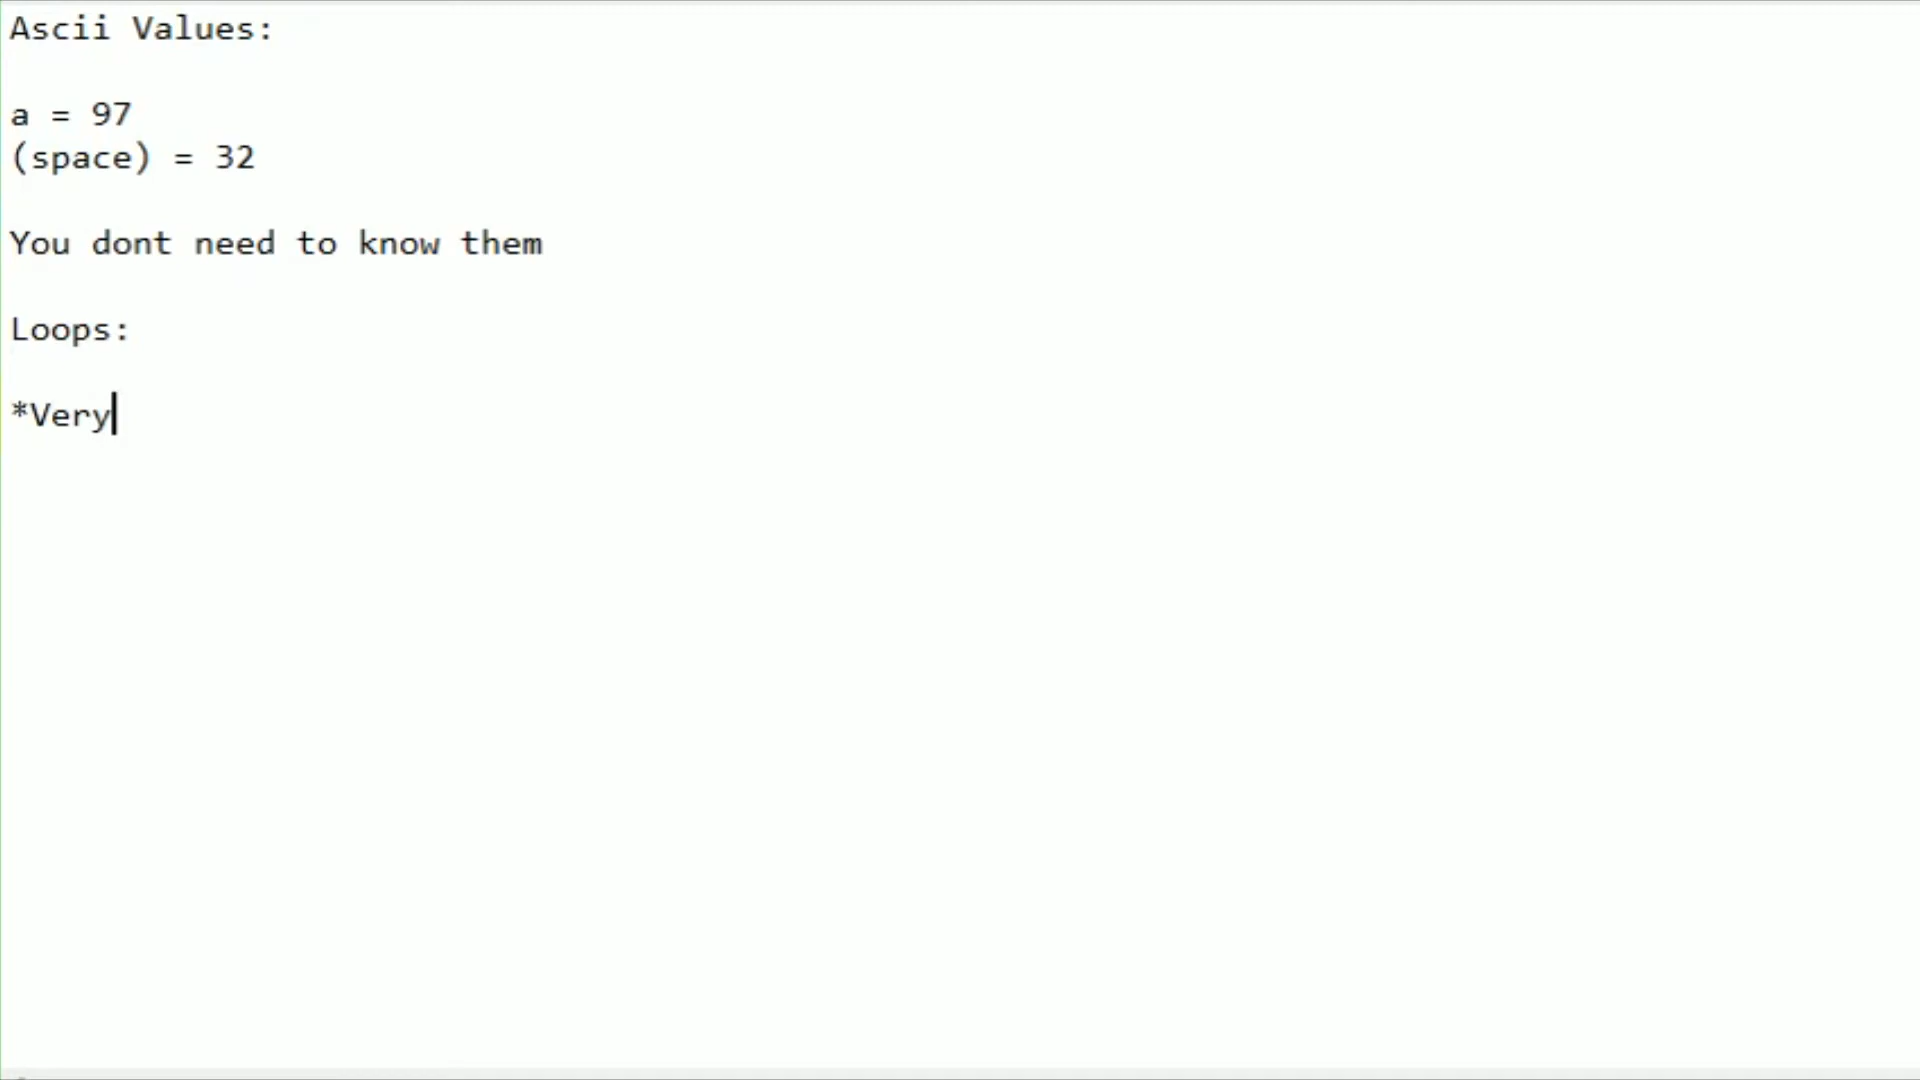 Ascii Values:
a = 97
(space) = 32
You dont need to know them
Loops:
*Very